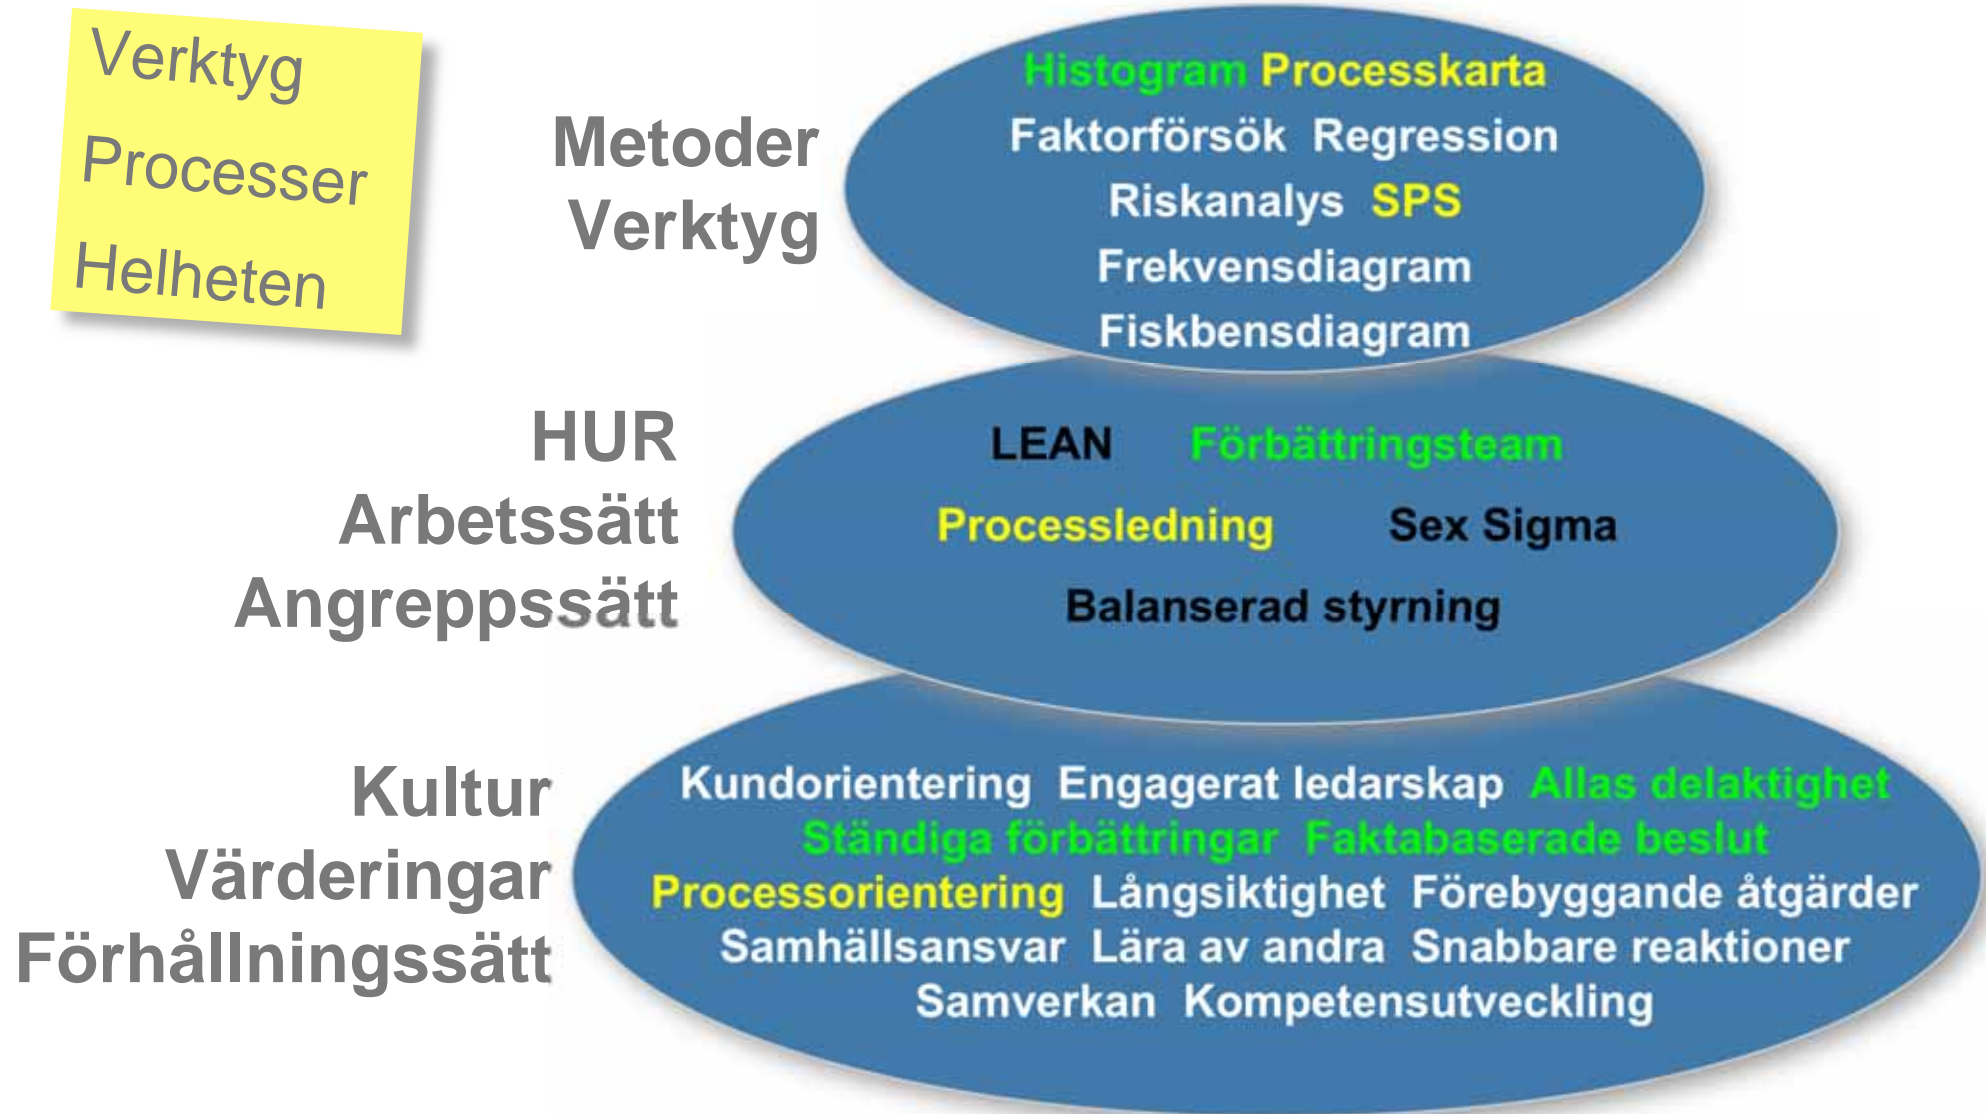 Verktyg
Processer
Helheten
Metoder
Verktyg
Histogram Processkarta
Faktorförsök Regression
Riskanalys SPS
Frekvensdiagram
Fiskbensdiagram
HUR
Arbetssätt
Angreppssätt
LEAN Förbättringsteam
Processledning Sex Sigma
Balanserad styrning
Kultur
Värderingar
Förhållningssätt
Kundorientering Engagerat ledarskap Allas delaktighet
Ständiga förbättringar Faktabaserade beslut
Processorientering Långsiktighet Förebyggande åtgärder
Samhällsansvar Lära av andra Snabbare reaktioner
Samverkan Kompetensutveckling